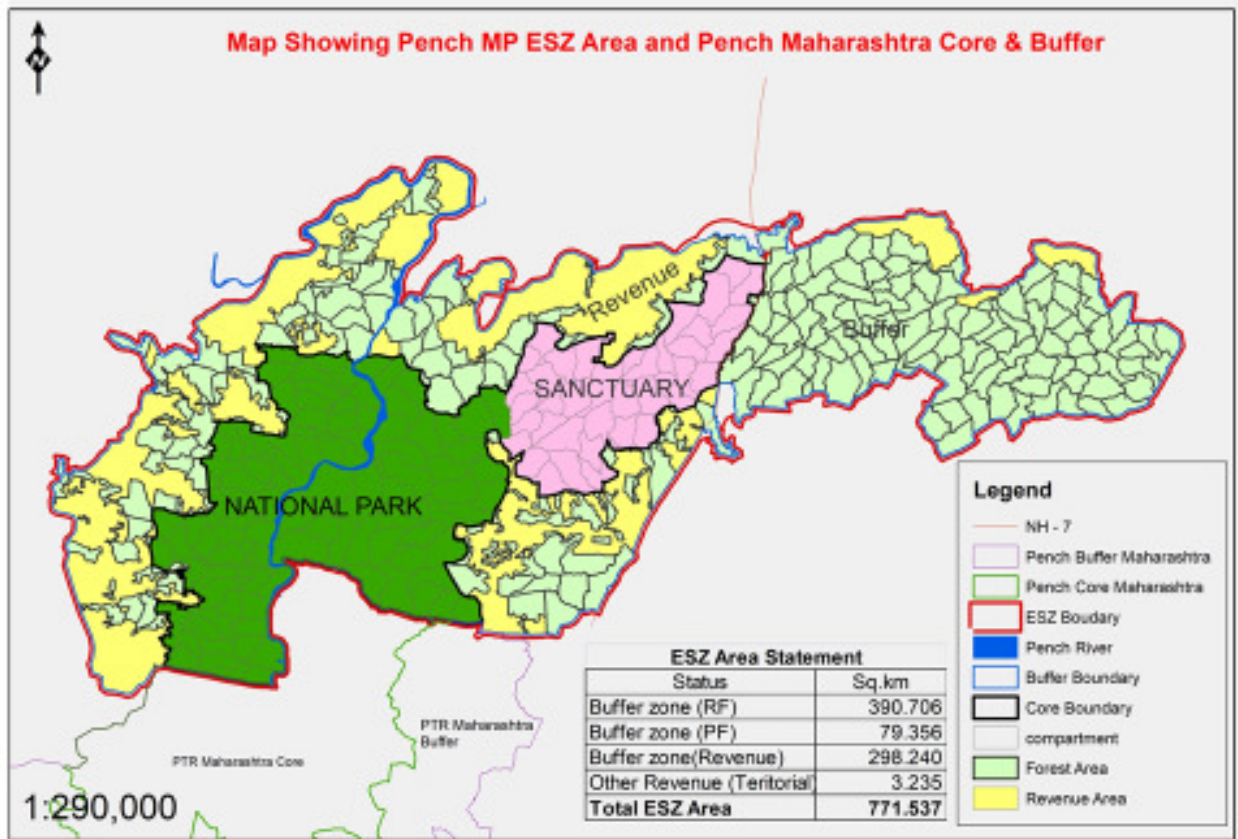 Map Showing Pench MP ESZ Area and Pench Maharashtra Core & Buffer
N
Revenue
Buffer
SANCTUARY
NATIONAL PARK
PTR Maharashtra
Buffer
PTR Maharashtra Core
1:290,000
ESZ Area Statement
Status Sq.km
Buffer zone (RF) 390.706
Buffer zone (PF) 79.356
Buffer zone(Revenue) 298.240
Other Revenue (Teritorial) 3.235
Total ESZ Area 771.537
Legend
NH - 7
Pench Buffer Maharashtra
Pench Core Maharashtra
ESZ Boudary
Pench River
Buffer Boundary
Core Boundary
compartment
Forest Area
Revenue Area